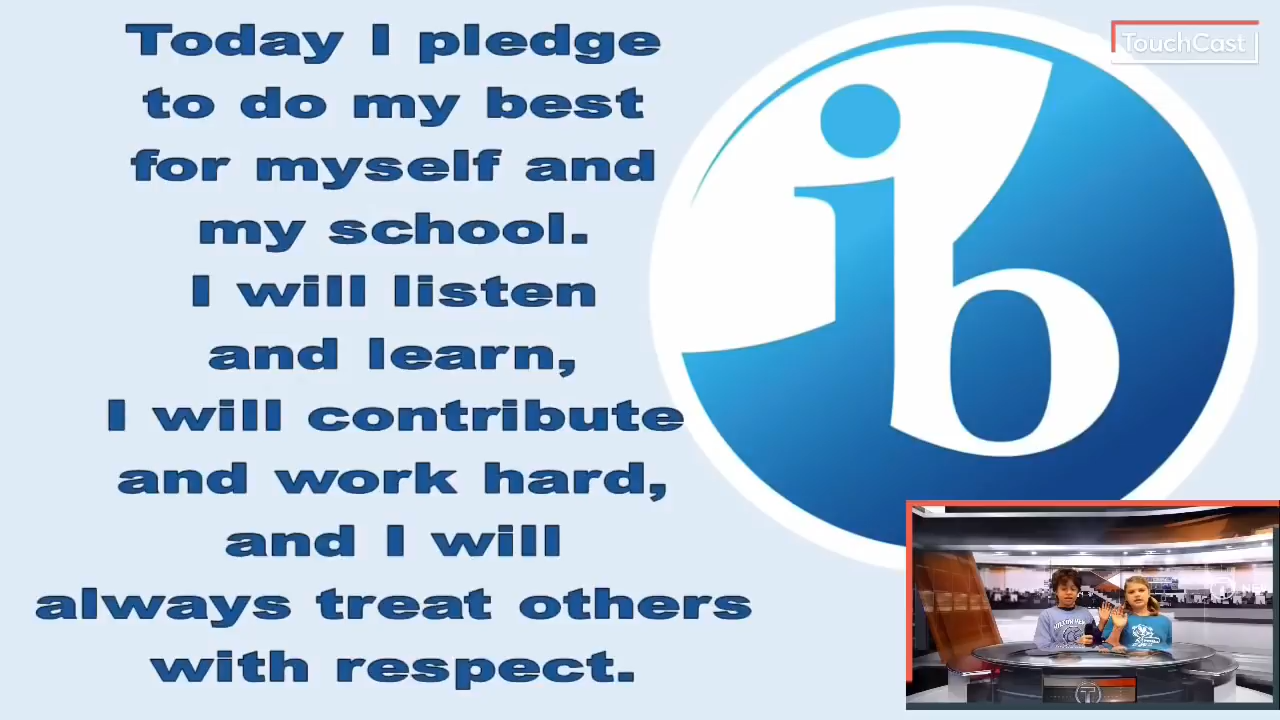 Today I pledge
to do my best
for myself and
my school.
I will listen
and learn,
I will contribute
and work hard,
and I will
always treat others
with respect.
ib
TouchCast
T